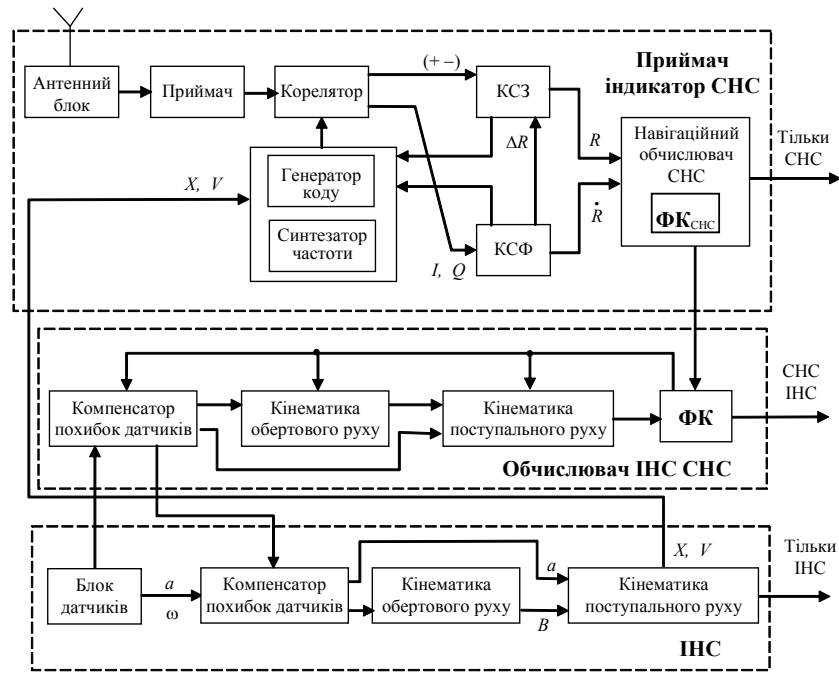 Приймач
індикатор СНС
Антенний
блок
Приймач
Корелятор
(+ –)
КСЗ
ΔR
R
Навігаційний
обчислювач
СНС
ФКСНС
Тільки
СНС
X, V
Генератор
коду
Синтезатор
частоти
I, Q
КСФ
Ṙ
Компенсатор
похибок датчиків
Кінематика
обертового руху
Кінематика
поступального руху
ФК
СНС
ІНС
Обчислювач ІНС СНС
Блок
датчиків
a
ω
Компенсатор
похибок датчиків
Кінематика
обертового руху
a
B
X, V
Кінематика
поступального руху
Тільки
ІНС
ІНС